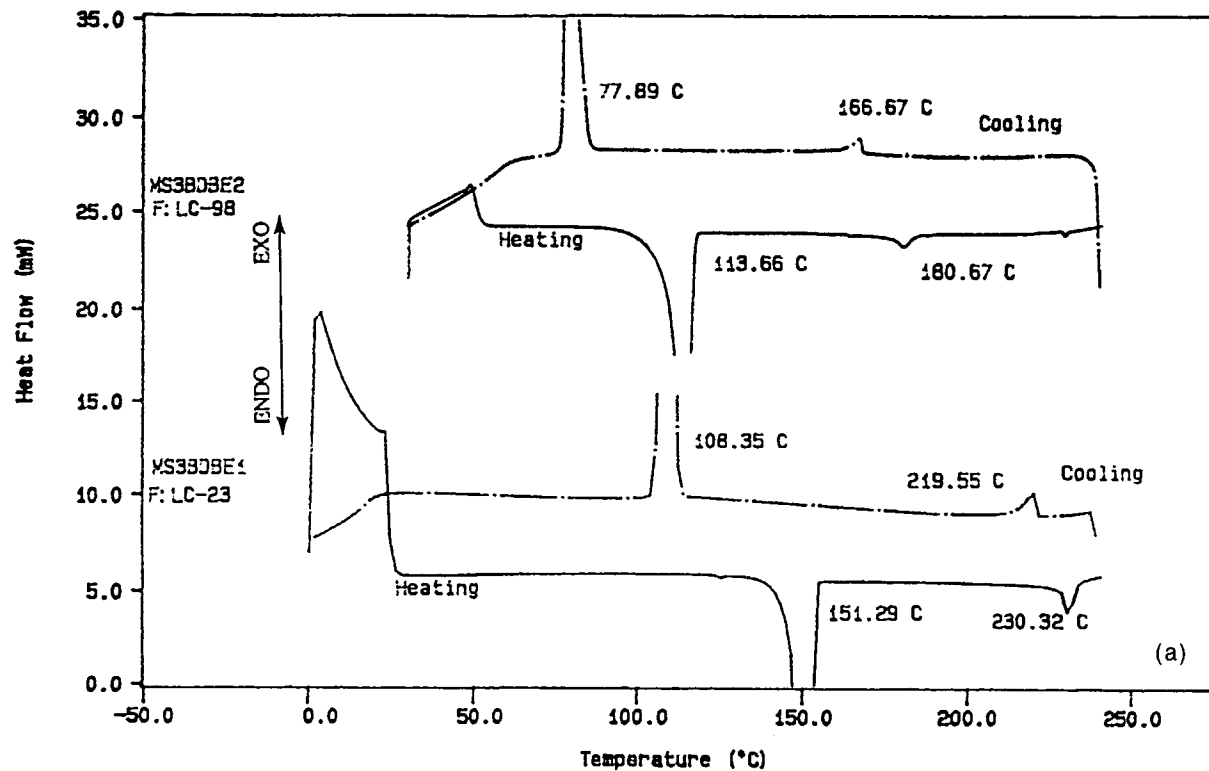 35.0
30.0
25.0
20.0
15.0
10.0
5.0
0.0
Heat Flow (mW)
-50.0
0.0
50.0
100.0
150.0
200.0
250.0
Temperature (°C)
MS3BDBE2
F: LC-98
EXO
ENDO
MS3BDBE1
F: LC-23
77.89 C
166.67 C
Cooling
Heating
113.66 C
180.67 C
108.35 C
219.55 C
Cooling
Heating
151.29 C
230.32 C
(a)